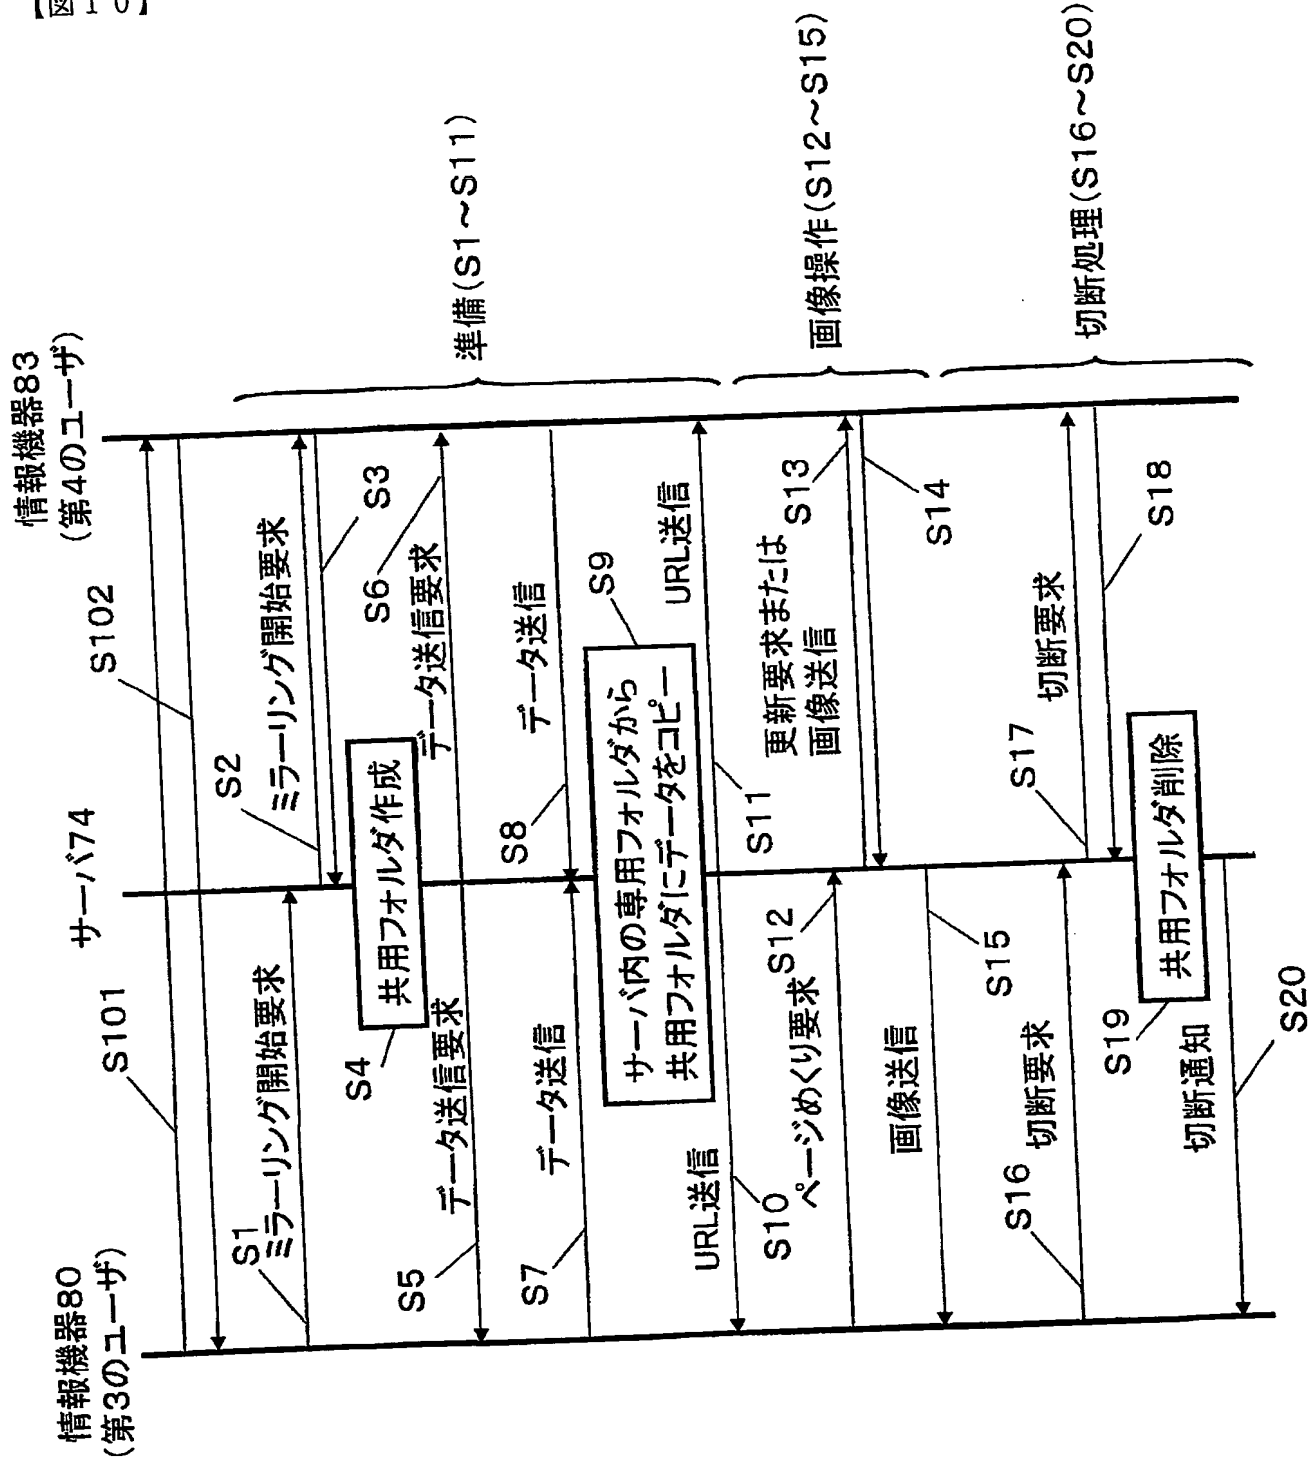 【図１０】
情報機器80
(第3のユーザ)
サーバ74
情報機器83
(第4のユーザ)
S101
S102
S1
ミラーリング開始要求
S2
ミラーリング開始要求
S3
S4
共用フォルダ作成
S5
データ送信要求
S6
データ送信要求
S7
データ送信
S8
データ送信
S9
サーバ内の専用フォルダから
共用フォルダにデータをコピー
URL送信
S10
URL送信
S11
準備(S1～S11)
ページめくり要求
S12
更新要求または
画像送信
S13
S14
画像送信
S15
画像操作(S12～S15)
S16
切断要求
S17
切断要求
S18
S19
共用フォルダ削除
切断通知
S20
切断処理(S16～S20)